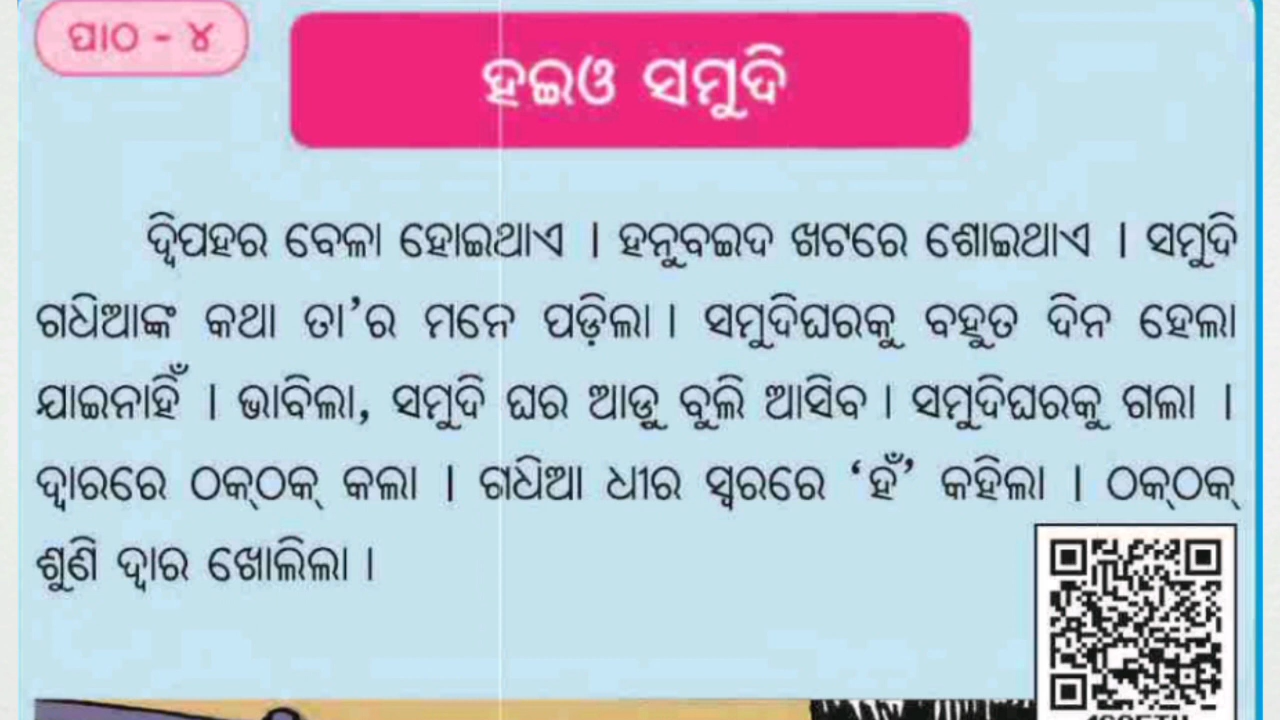 ପାଠ - ୪
ହଇଓ ସମୁଦି
ଦ୍ୱିପହର ବେଳା ହୋଇଥାଏ । ହନୁବଇଦ ଖଟରେ ଶୋଇଥାଏ । ସମୁଦି
ଗଧିଆଙ୍କ କଥା ତା'ର ମନେ ପଡ଼ିଲା । ସମୁଦିଘରକୁ ବହୁତ ଦିନ ହେଲା
ଯାଇନାହିଁ । ଭାବିଲା, ସମୁଦି ଘର ଆଡୁ ବୁଲି ଆସିବ । ସମୁଦିଘରକୁ ଗଲା ।
ଦ୍ୱାରରେ ଠକ୍‌ଠକ୍ କଲା । ଗଧିଆ ଧୀର ସ୍ୱରରେ ‘ହଁ’ କହିଲା । ଠକ୍‌ଠକ୍
ଶୁଣି ଦ୍ୱାର ଖୋଲିଲା ।